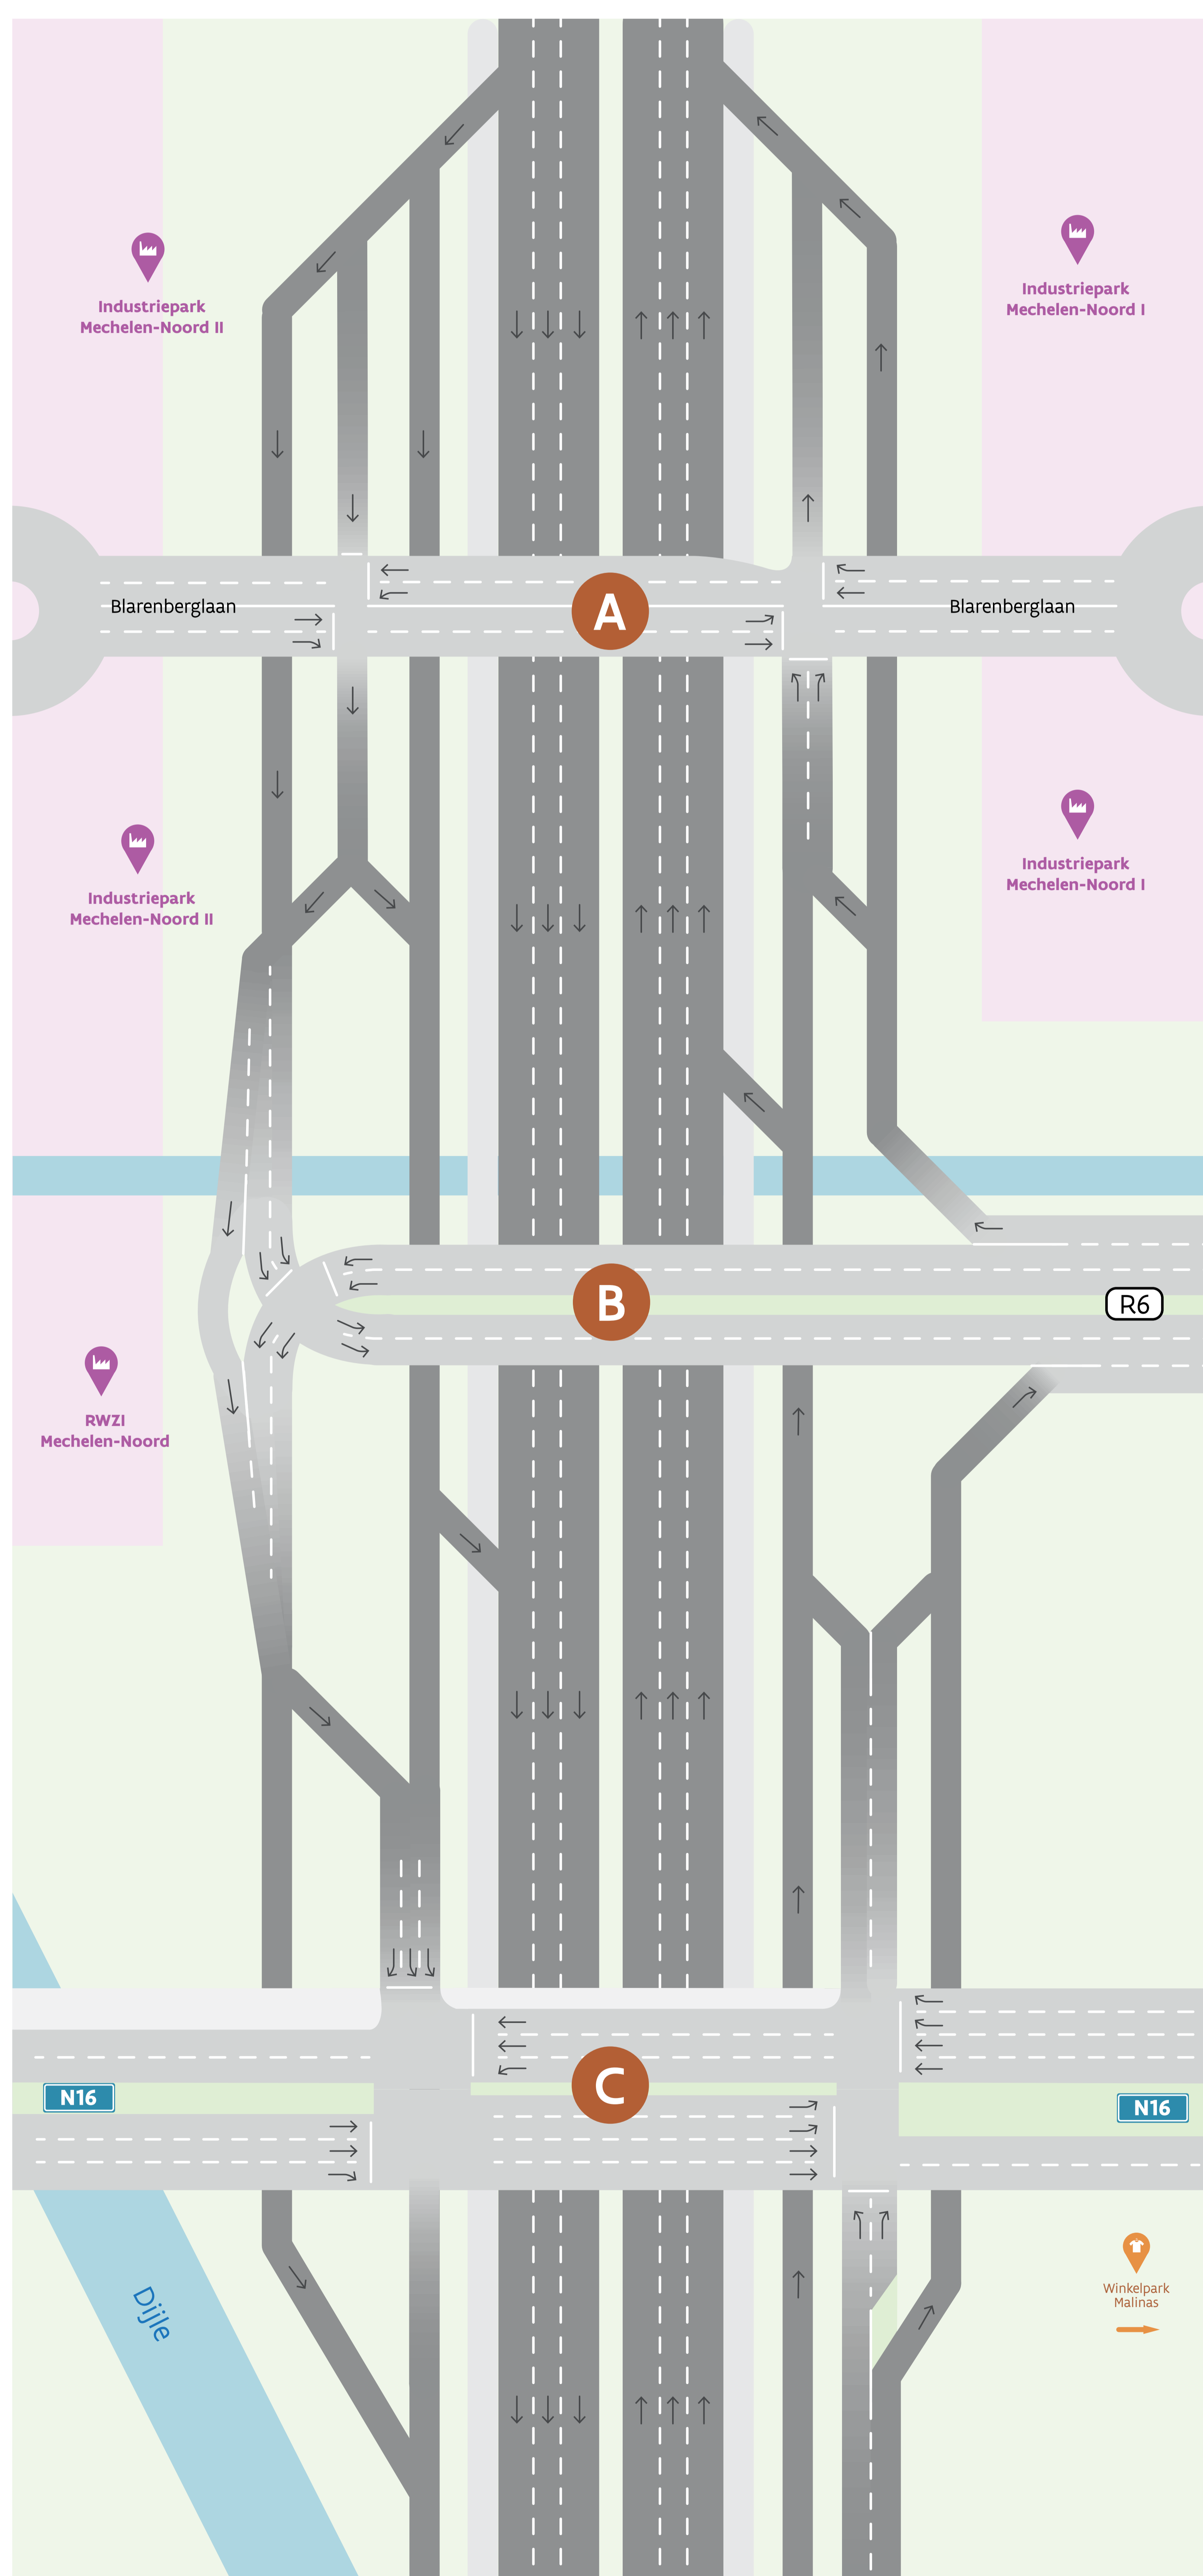 Industriepark
Mechelen-Noord II
Industriepark
Mechelen-Noord I
A
Blarenberglaan
Blarenberglaan
Industriepark
Mechelen-Noord II
Industriepark
Mechelen-Noord I
B
R6
RWZI
Mechelen-Noord
C
N16
N16
Dijle
Winkelpark
Malinas